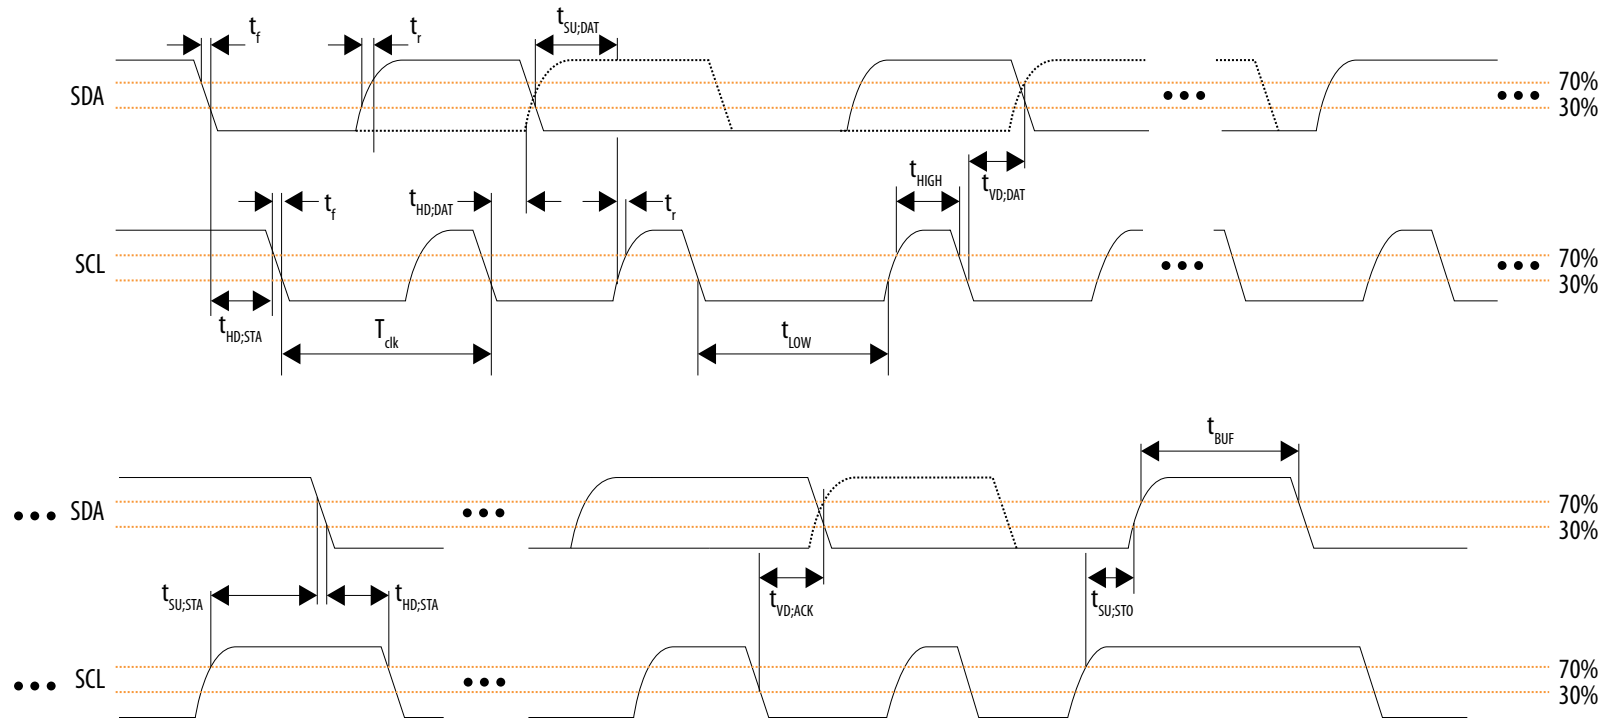 t_f
t_r
t_SU;DAT
SDA
70%
30%
t_f
t_HD;DAT
t_r
t_HIGH
t_VD;DAT
SCL
70%
30%
t_HD;STA
T_clk
t_LOW
t_BUF
SDA
70%
30%
t_SU;STA
t_HD;STA
t_VD;ACK
t_SU;STO
SCL
70%
30%